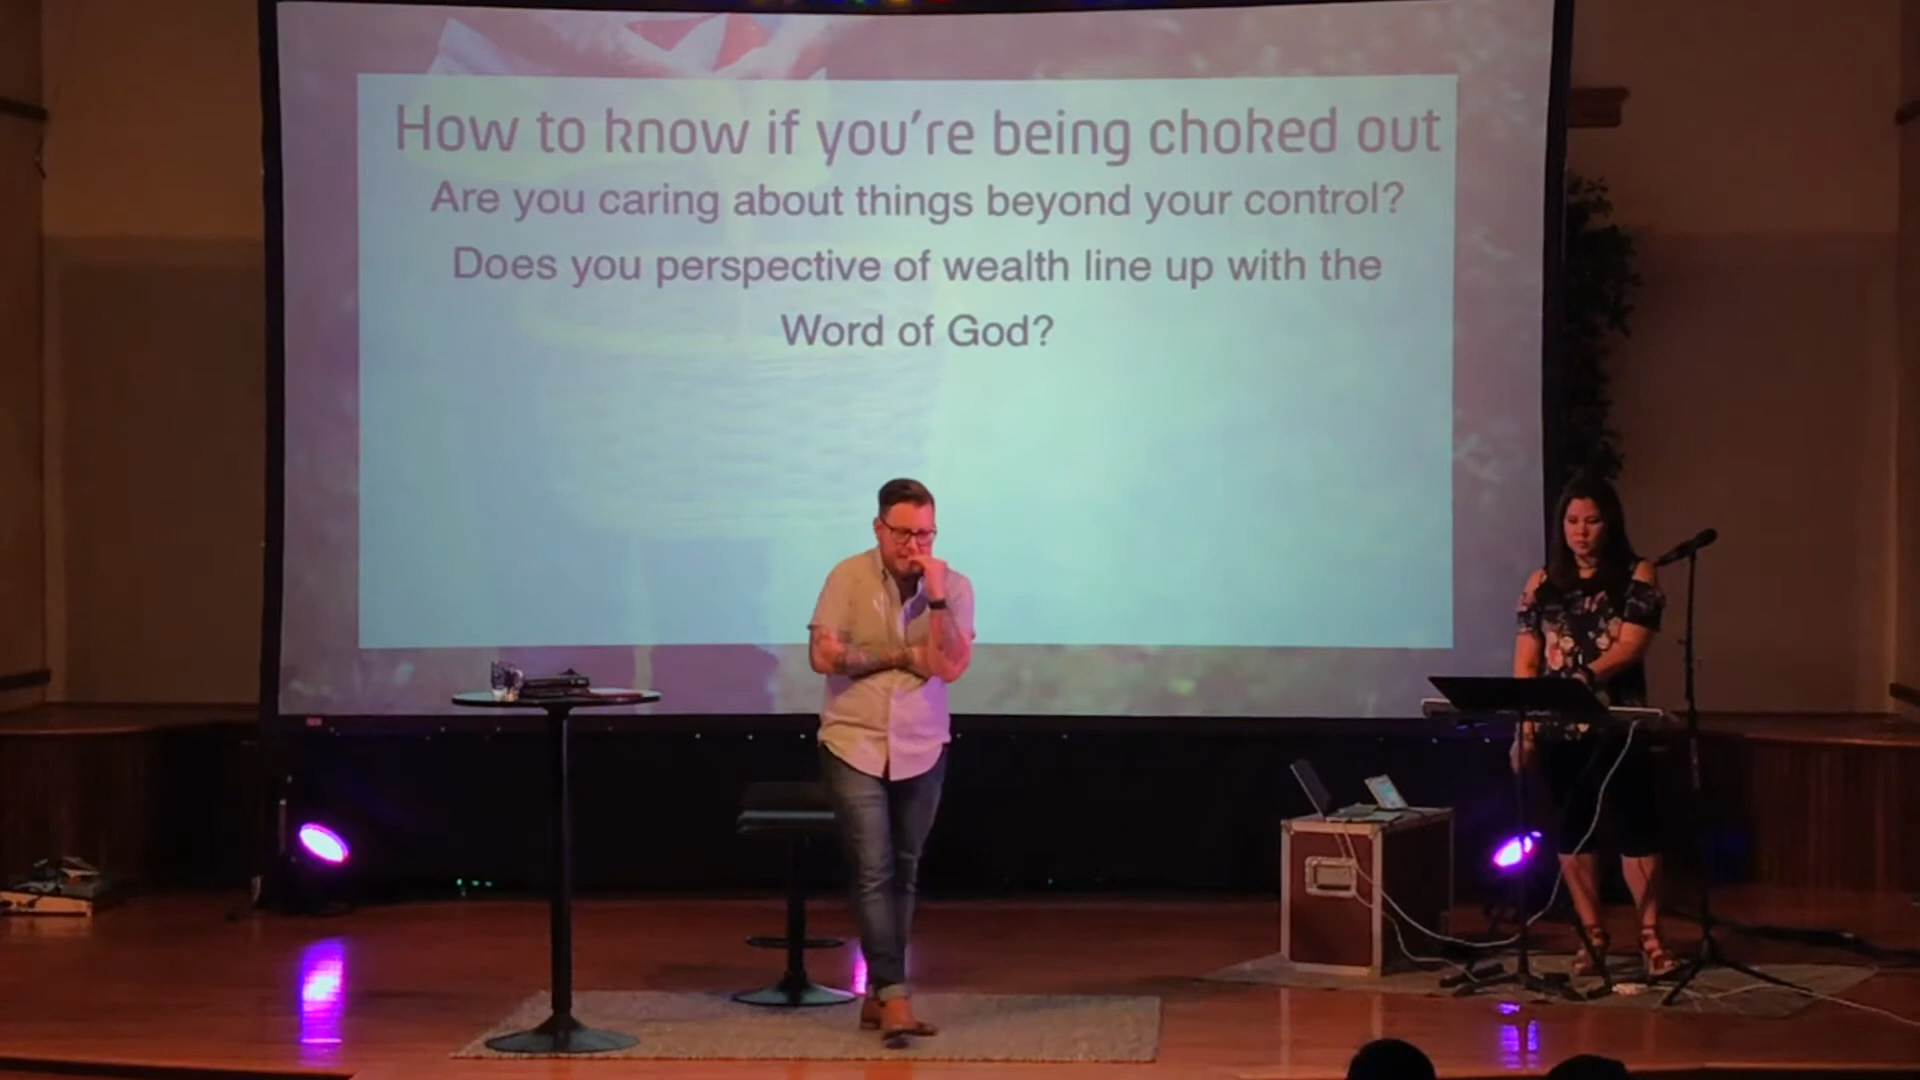 How to know if you're being choked out
Are you caring about things beyond your control?
Does you perspective of wealth line up with the
Word of God?